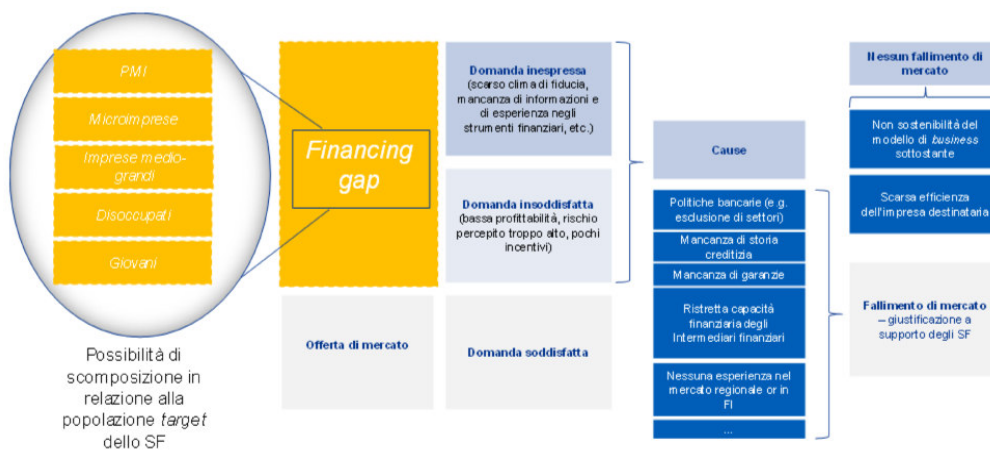 PMI
Microimprese
Imprese medio-
grandi
Disoccupati
Giovani
Possibilità di
scomposizione in
relazione alla
popolazione target
dello SF
Financing
gap
Offerta di mercato
Domanda inespressa
(scarso clima di fiducia,
mancanza di informazioni e
di esperienza negli
strumenti finanziari, etc.)
Domanda insoddisfatta
(bassa profittabilità, rischio
percepito troppo alto, pochi
incentivi)
Domanda soddisfatta
Cause
Politiche bancarie (e.g.
esclusione di settori)
Mancanza di storia
creditizia
Mancanza di garanzie
Ristretta capacità
finanziaria degli
Intermediari finanziari
Nessuna esperienza nel
mercato regionale or in
FI
...
Nessun fallimento di
mercato
Non sostenibilità del
modello di business
sottostante
Scarsa efficienza
dell'impresa destinataria
Fallimento di mercato
– giustificazione a
supporto degli SF